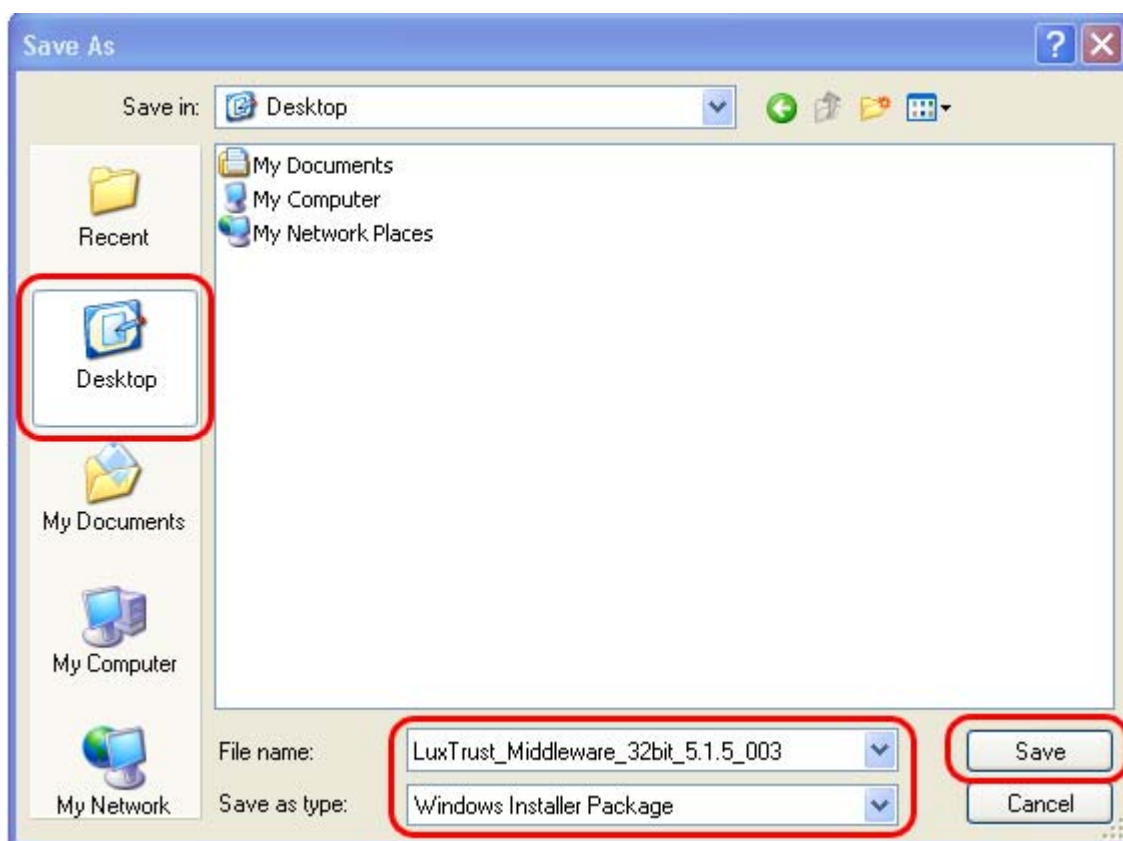 Save As
Save in: Desktop
My Documents
My Computer
My Network Places
Recent
Desktop
My Documents
My Computer
My Network
File name: LuxTrust_Middleware_32bit_5.1.5_003 Save
Save as type: Windows Installer Package Cancel